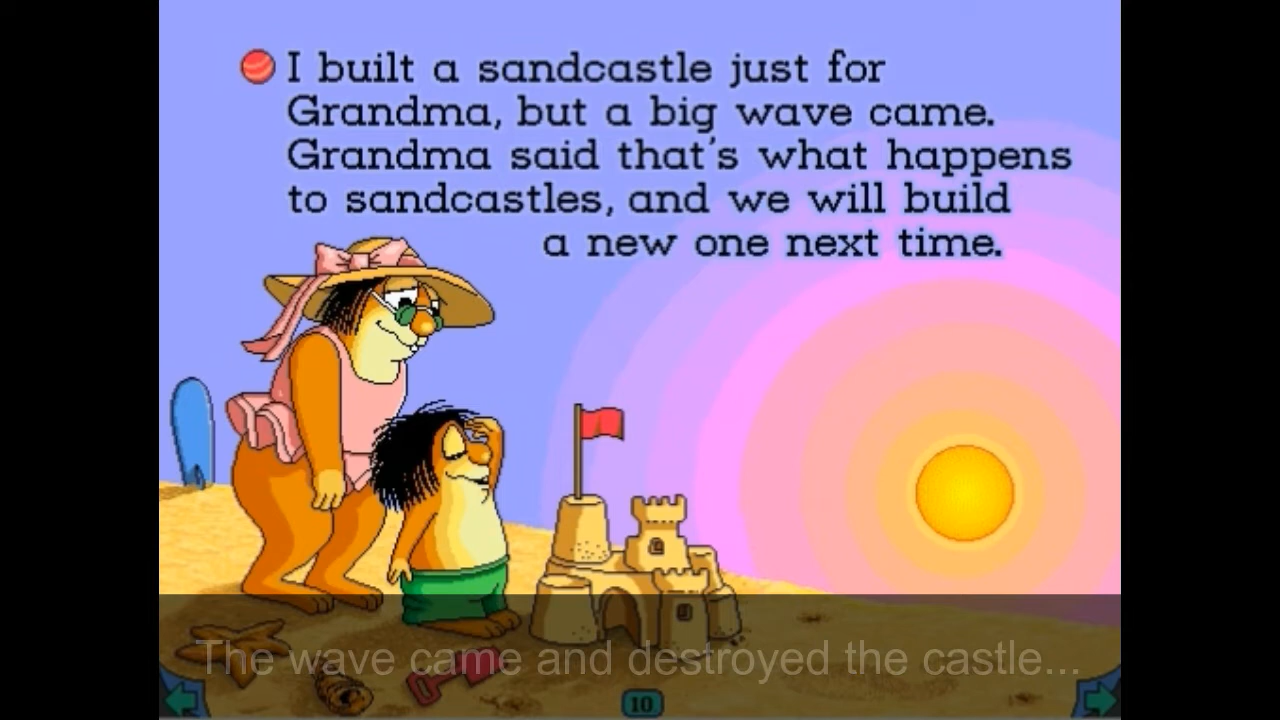 I built a sandcastle just for
Grandma, but a big wave came.
Grandma said that's what happens
to sandcastles, and we will build
a new one next time.
The wave came and destroyed the castle...
10